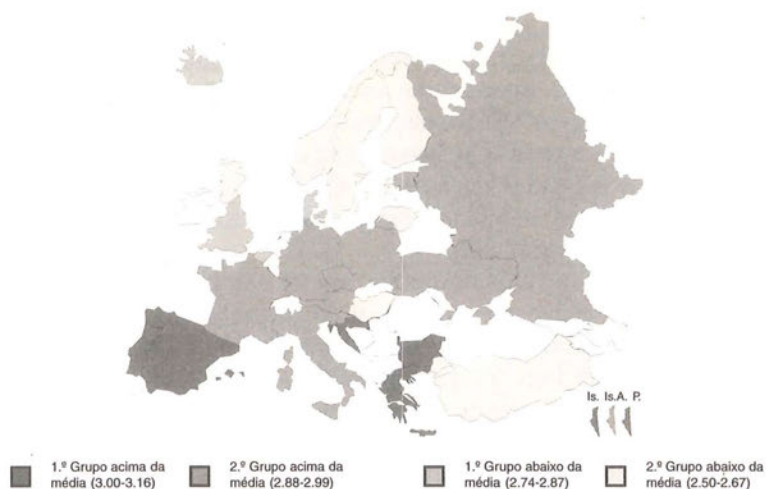 Is. Is.A. P.
1.º Grupo acima da
média (3.00-3.16)
2.º Grupo acima da
média (2.88-2.99)
1.º Grupo abaixo da
média (2.74-2.87)
2.º Grupo abaixo da
média (2.50-2.67)